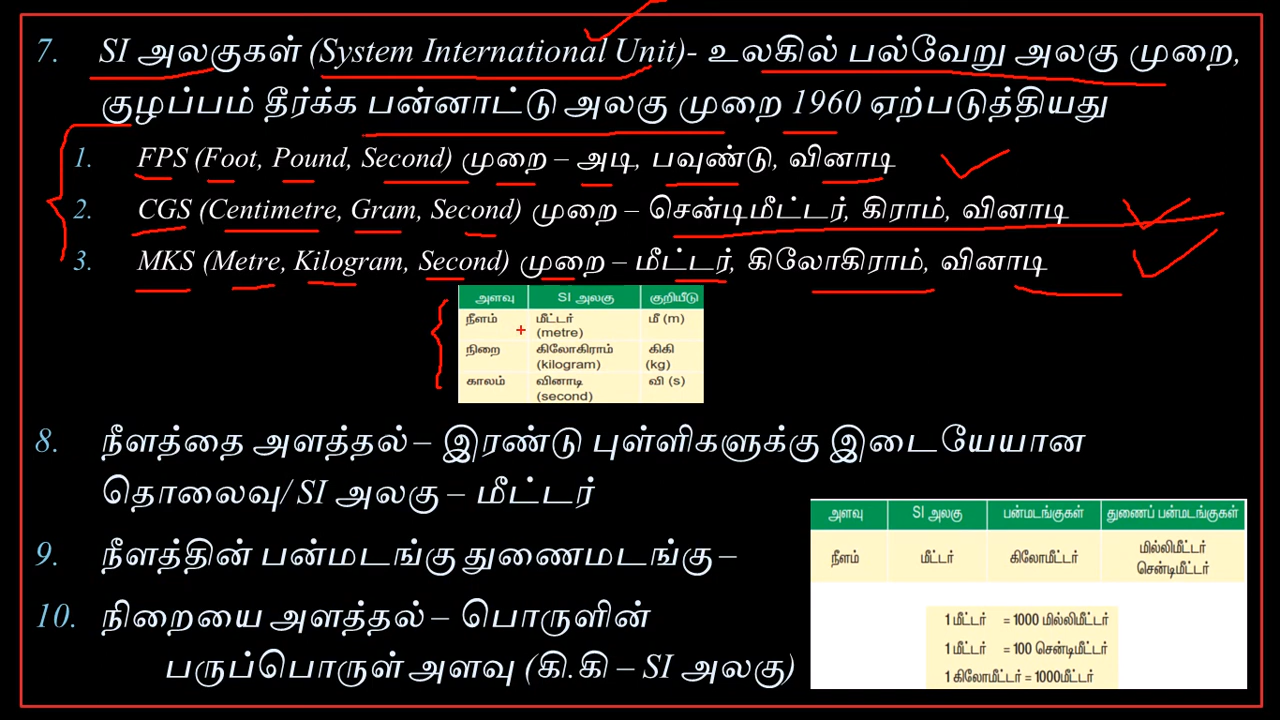 7. SI அலகுகள் (System International Unit)- உலகில் பல்வேறு அலகு முறை,
குழப்பம் தீர்க்க பன்னாட்டு அலகு முறை 1960 ஏற்படுத்தியது
1. FPS (Foot, Pound, Second) முறை – அடி, பவுண்டு, வினாடி
2. CGS (Centimetre, Gram, Second) முறை – சென்டிமீட்டர், கிராம், வினாடி
3. MKS (Metre, Kilogram, Second) முறை – மீட்டர், கிலோகிராம், வினாடி
அளவு SI அலகு குறியீடு
நீளம் மீட்டர் மீ (m)
(metre)
நிறை கிலோகிராம் கிகி
(kilogram) (kg)
காலம் வினாடி வி (s)
(second)
8. நீளத்தை அளத்தல் – இரண்டு புள்ளிகளுக்கு இடையேயான
தொலைவு/ SI அலகு – மீட்டர்
அளவு SI அலகு பன்மடங்குகள் துணைப் பன்மடங்குகள்
நீளம் மீட்டர் கிலோமீட்டர் மில்லிமீட்டர்
சென்டிமீட்டர்
1 மீட்டர் = 1000 மில்லிமீட்டர்
1 மீட்டர் = 100 சென்டிமீட்டர்
1 கிலோமீட்டர் = 1000மீட்டர்
9. நீளத்தின் பன்மடங்கு துணைமடங்கு –
10. நிறையை அளத்தல் – பொருளின்
பருப்பொருள் அளவு (கி.கி – SI அலகு)